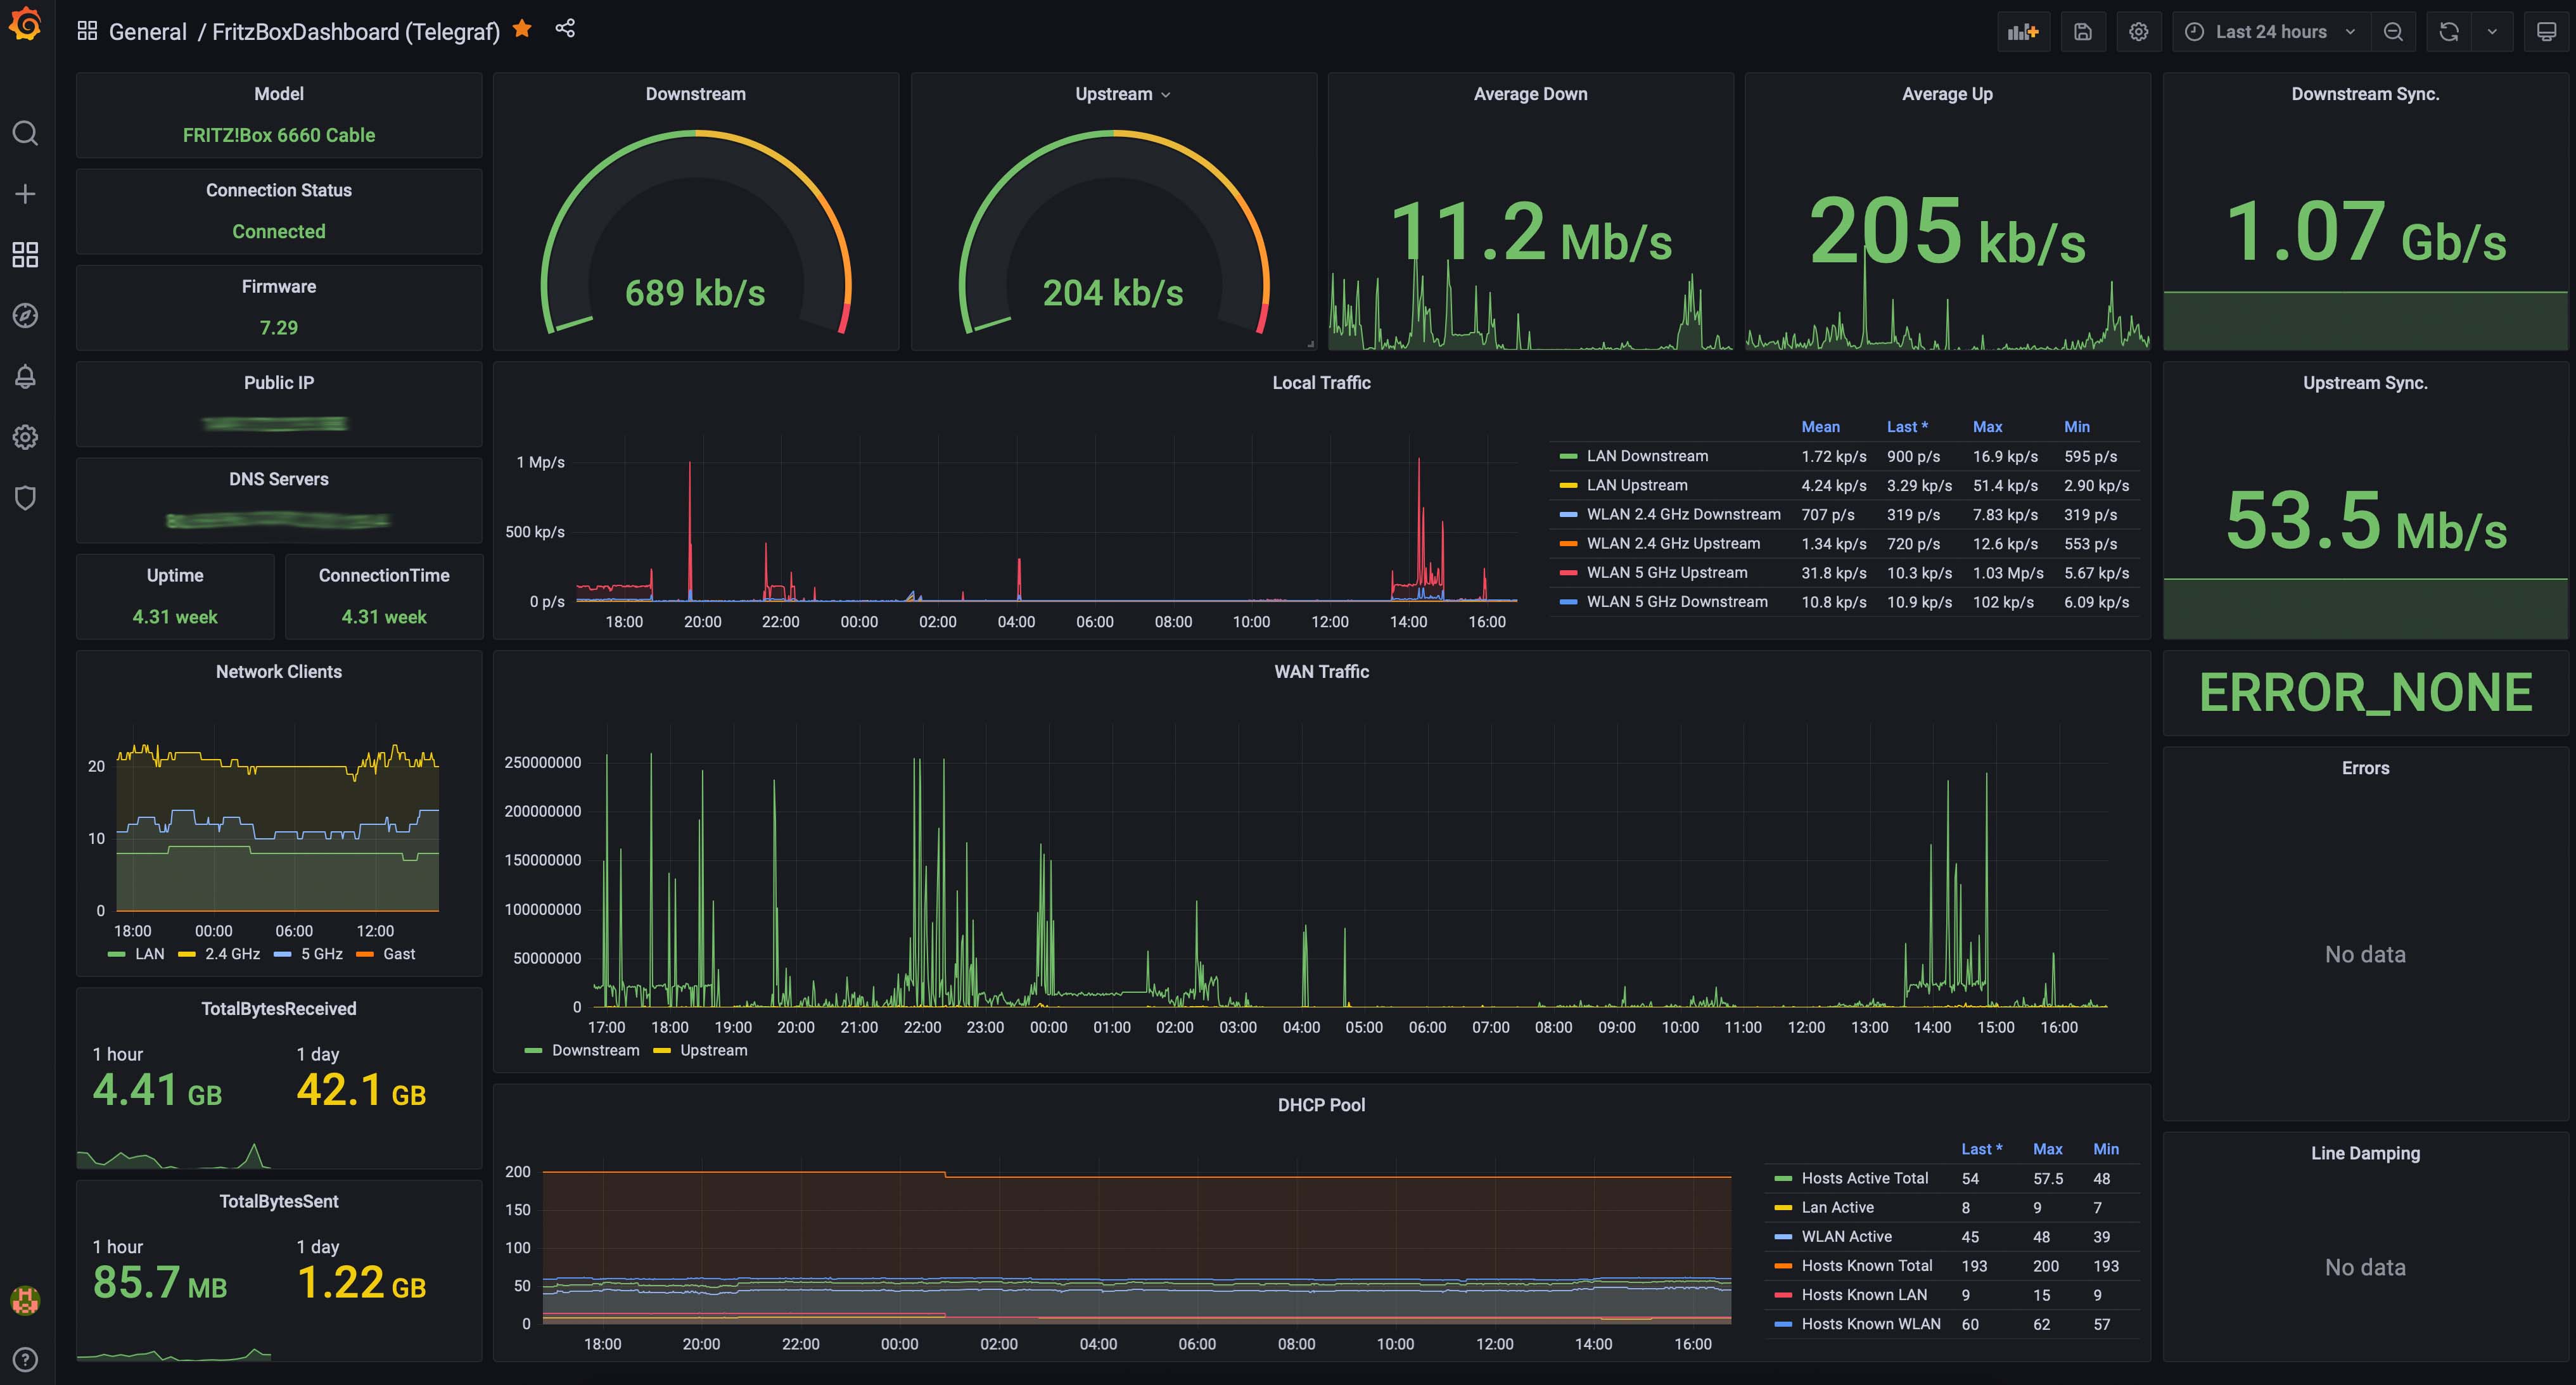 General / FritzBoxDashboard (Telegraf)
Last 24 hours
Model
FRITZ!Box 6660 Cable
Connection Status
Connected
Firmware
7.29
Public IP
DNS Servers
Uptime
4.31 week
ConnectionTime
4.31 week
Downstream
689 kb/s
Upstream
204 kb/s
Average Down
11.2 Mb/s
Average Up
205 kb/s
Downstream Sync.
1.07 Gb/s
Local Traffic
1 Mp/s
500 kp/s
0 p/s
18:00 20:00 22:00 00:00 02:00 04:00 06:00 08:00 10:00 12:00 14:00 16:00
Mean Last * Max Min
LAN Downstream 1.72 kp/s 900 p/s 16.9 kp/s 595 p/s
LAN Upstream 4.24 kp/s 3.29 kp/s 51.4 kp/s 2.90 kp/s
WLAN 2.4 GHz Downstream 707 p/s 319 p/s 7.83 kp/s 319 p/s
WLAN 2.4 GHz Upstream 1.34 kp/s 720 p/s 12.6 kp/s 553 p/s
WLAN 5 GHz Upstream 31.8 kp/s 10.3 kp/s 1.03 Mp/s 5.67 kp/s
WLAN 5 GHz Downstream 10.8 kp/s 10.9 kp/s 102 kp/s 6.09 kp/s
Upstream Sync.
53.5 Mb/s
Network Clients
20
10
0
18:00 00:00 06:00 12:00
LAN 2.4 GHz 5 GHz Gast
WAN Traffic
250000000
200000000
150000000
100000000
50000000
0
17:00 18:00 19:00 20:00 21:00 22:00 23:00 00:00 01:00 02:00 03:00 04:00 05:00 06:00 07:00 08:00 09:00 10:00 11:00 12:00 13:00 14:00 15:00 16:00
Downstream Upstream
ERROR_NONE
Errors
No data
TotalBytesReceived
1 hour 1 day
4.41 GB 42.1 GB
TotalBytesSent
1 hour 1 day
85.7 MB 1.22 GB
DHCP Pool
200
150
100
50
0
18:00 20:00 22:00 00:00 02:00 04:00 06:00 08:00 10:00 12:00 14:00 16:00
Last * Max Min
Hosts Active Total 54 57.5 48
Lan Active 8 9 7
WLAN Active 45 48 39
Hosts Known Total 193 200 193
Hosts Known LAN 9 15 9
Hosts Known WLAN 60 62 57
Line Damping
No data